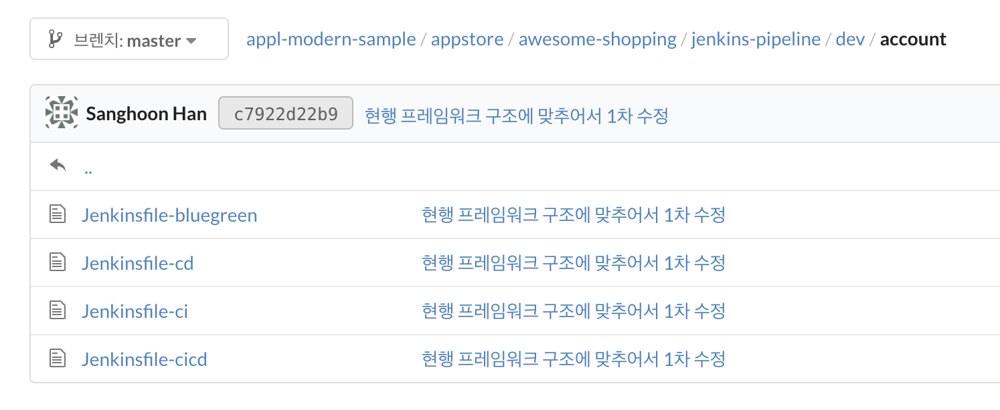 브렌치: master appl-modern-sample / appstore / awesome-shopping / jenkins-pipeline / dev / account
Sanghoon Han c7922d22b9 현행 프레임워크 구조에 맞추어서 1차 수정
..
Jenkinsfile-bluegreen 현행 프레임워크 구조에 맞추어서 1차 수정
Jenkinsfile-cd 현행 프레임워크 구조에 맞추어서 1차 수정
Jenkinsfile-ci 현행 프레임워크 구조에 맞추어서 1차 수정
Jenkinsfile-cicd 현행 프레임워크 구조에 맞추어서 1차 수정